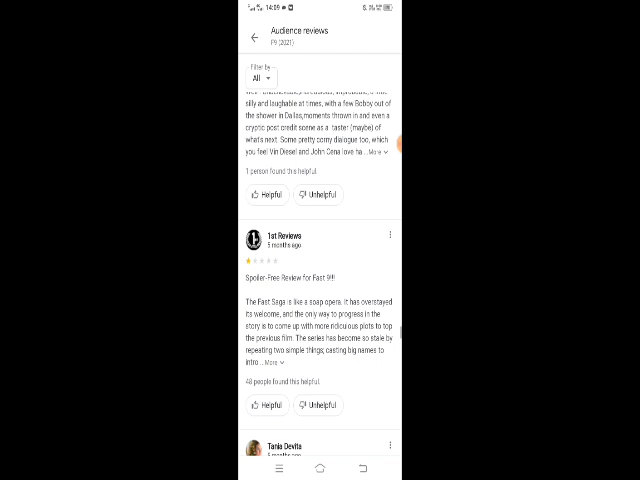 14:09
Audience reviews
F9 (2021)
Filter by
All
silly and laughable at times, with a few Bobby out of
the shower in Dallas,moments thrown in and even a
cryptic post credit scene as a taster (maybe) of
what's next. Some pretty corny dialogue too, which
you feel Vin Diesel and John Cena love ha ... More
1 person found this helpful.
Helpful Unhelpful
1st Reviews
5 months ago
Spoiler-Free Review for Fast 9!!!!
The Fast Saga is like a soap opera. It has overstayed
its welcome, and the only way to progress in the
story is to come up with more ridiculous plots to top
the previous film. The series has become so stale by
repeating two simple things; casting big names to
intro... More
48 people found this helpful.
Helpful Unhelpful
Tania Devita